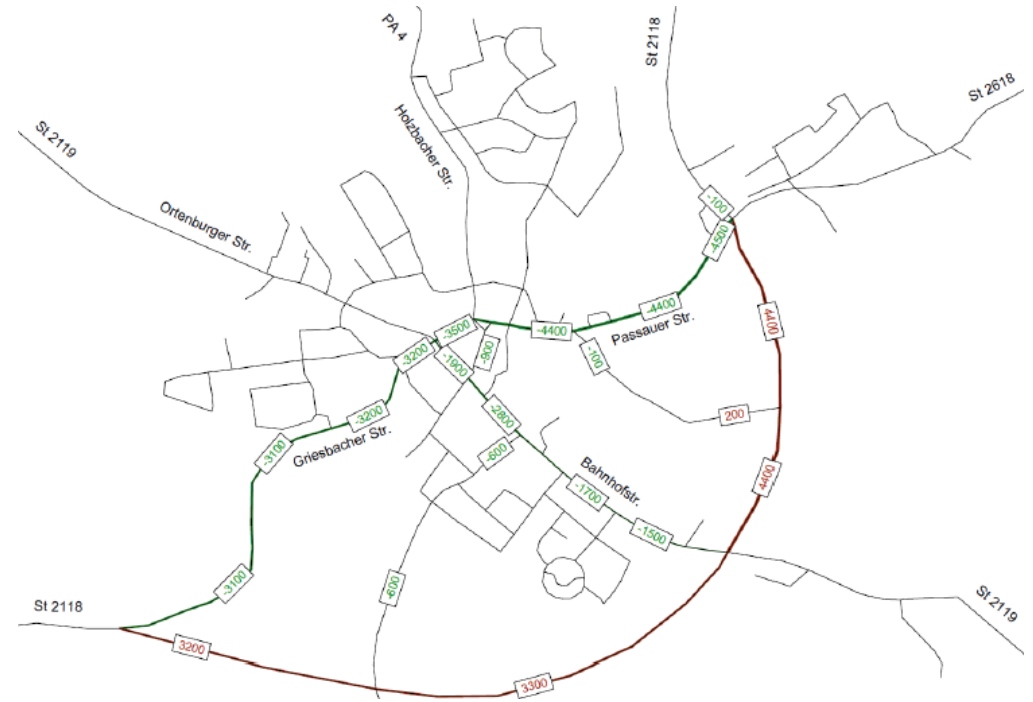 PA 4
St 2118
St 2618
St 2119
Holzbacher Str.
Ortenburger Str.
-100
-4500
-4400
-4400
Passauer Str.
4400
-3500
-3200
-1900
-900
-100
200
-3200
-2800
-3100
Griesbacher Str.
-600
4400
Bahnhofstr.
-1700
-1500
-3100
-600
St 2118
St 2119
3200
3300